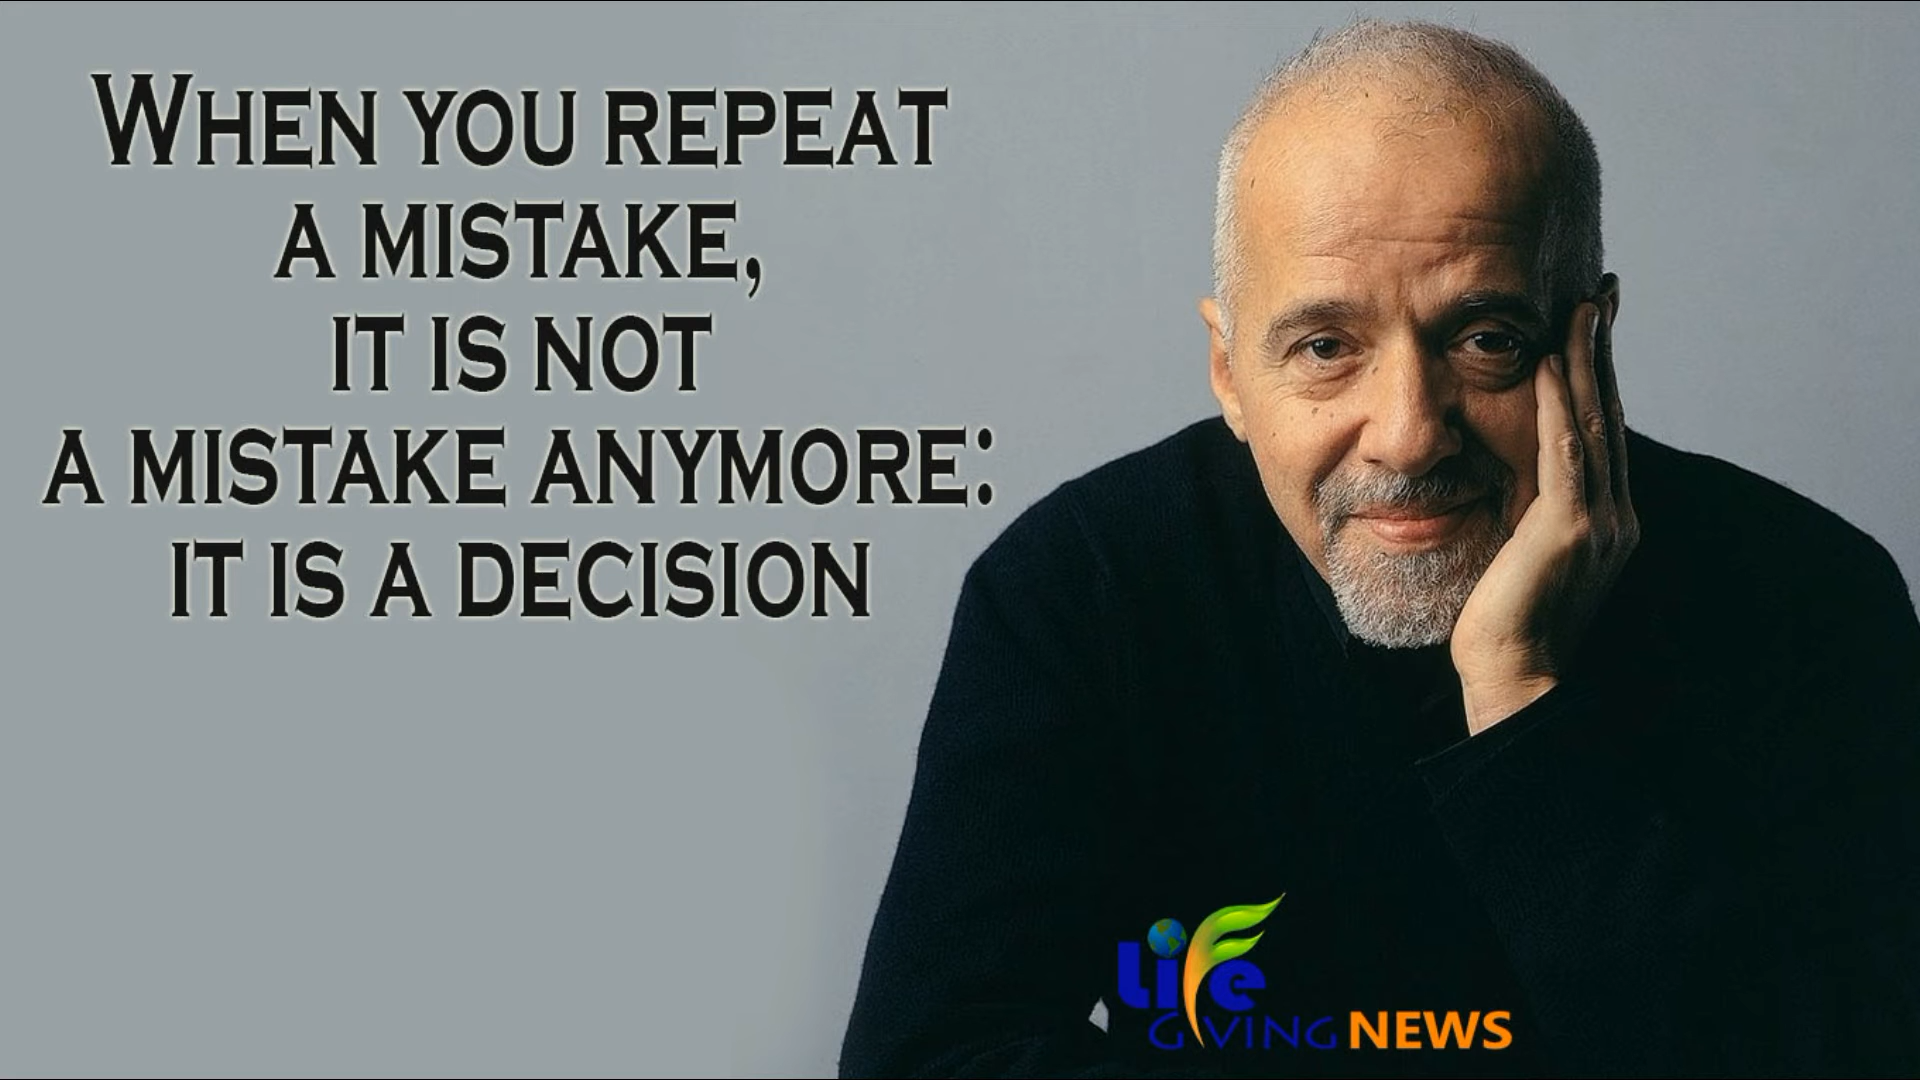 WHEN YOU REPEAT
A MISTAKE,
IT IS NOT
A MISTAKE ANYMORE:
IT IS A DECISION
LiFe
GIVING NEWS